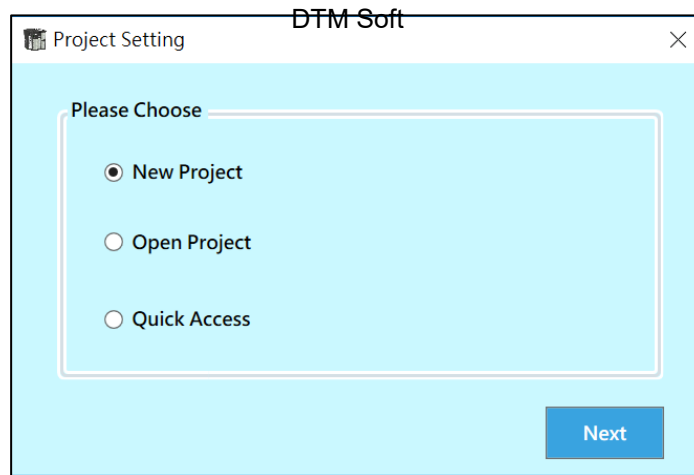 DTM Soft
Project Setting
Please Choose
New Project
Open Project
Quick Access
Next